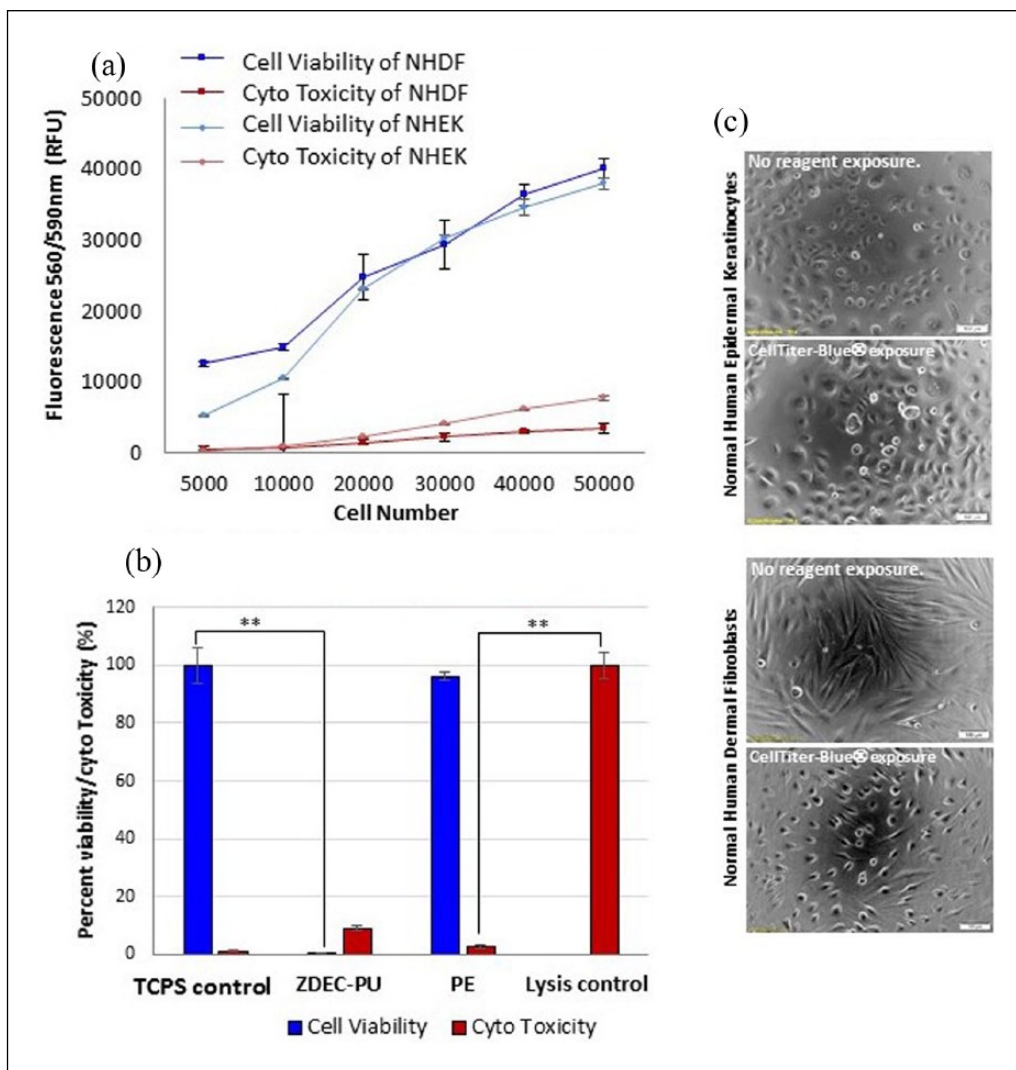 (a)
Cell Viability of NHDF
Cyto Toxicity of NHDF
Cell Viability of NHEK
Cyto Toxicity of NHEK
Fluorescence 560/590nm (RFU)
50000
40000
30000
20000
10000
0
5000 10000 20000 30000 40000 50000
Cell Number
(b)
Percent viability/cyto Toxicity (%)
120
100
80
60
40
20
0
** **
TCPS control ZDEC-PU PE Lysis control
Cell Viability Cyto Toxicity
(c)
Normal Human Epidermal Keratinocytes
No reagent exposure.
CellTiter-Blue® exposure
Normal Human Dermal Fibroblasts
No reagent exposure.
CellTiter-Blue® exposure